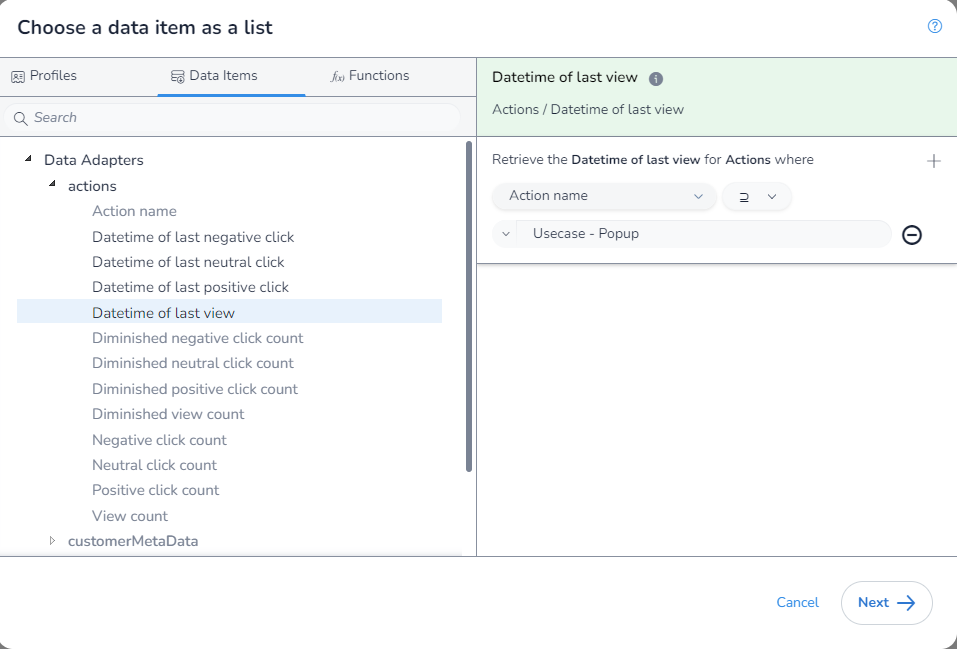 Choose a data item as a list
?
Profiles
Data Items
f(x) Functions
Search
Data Adapters
actions
Action name
Datetime of last negative click
Datetime of last neutral click
Datetime of last positive click
Datetime of last view
Diminished negative click count
Diminished neutral click count
Diminished positive click count
Diminished view count
Negative click count
Neutral click count
Positive click count
View count
customerMetaData
Datetime of last view i
Actions / Datetime of last view
Retrieve the Datetime of last view for Actions where
Action name ⊇
Usecase - Popup
Cancel
Next